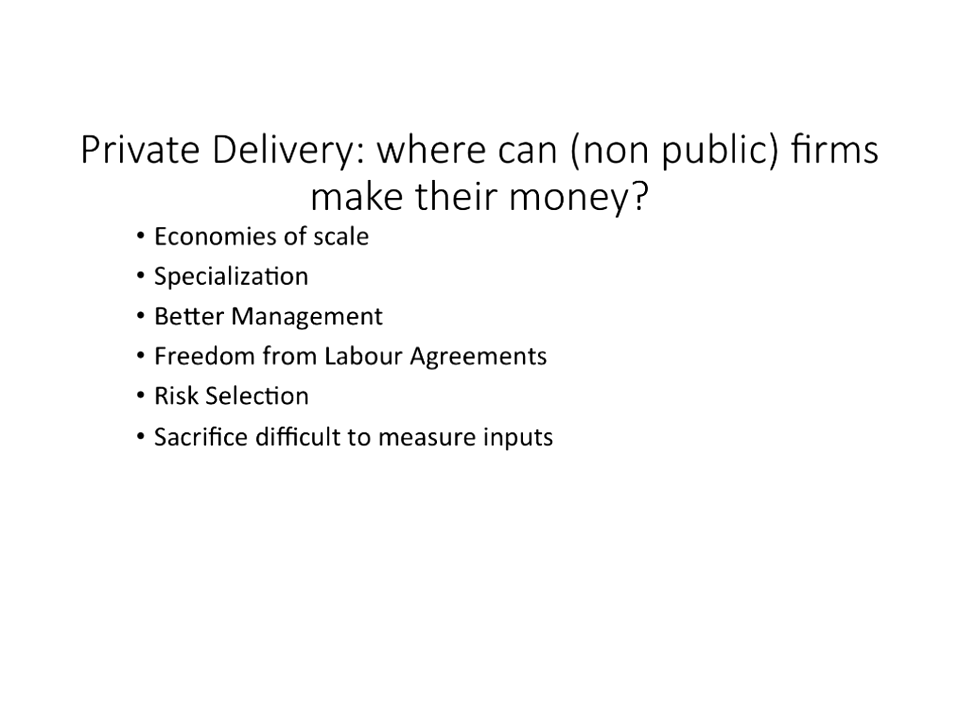 Private Delivery: where can (non public) firms
make their money?
• Economies of scale
• Specialization
• Better Management
• Freedom from Labour Agreements
• Risk Selection
• Sacrifice difficult to measure inputs